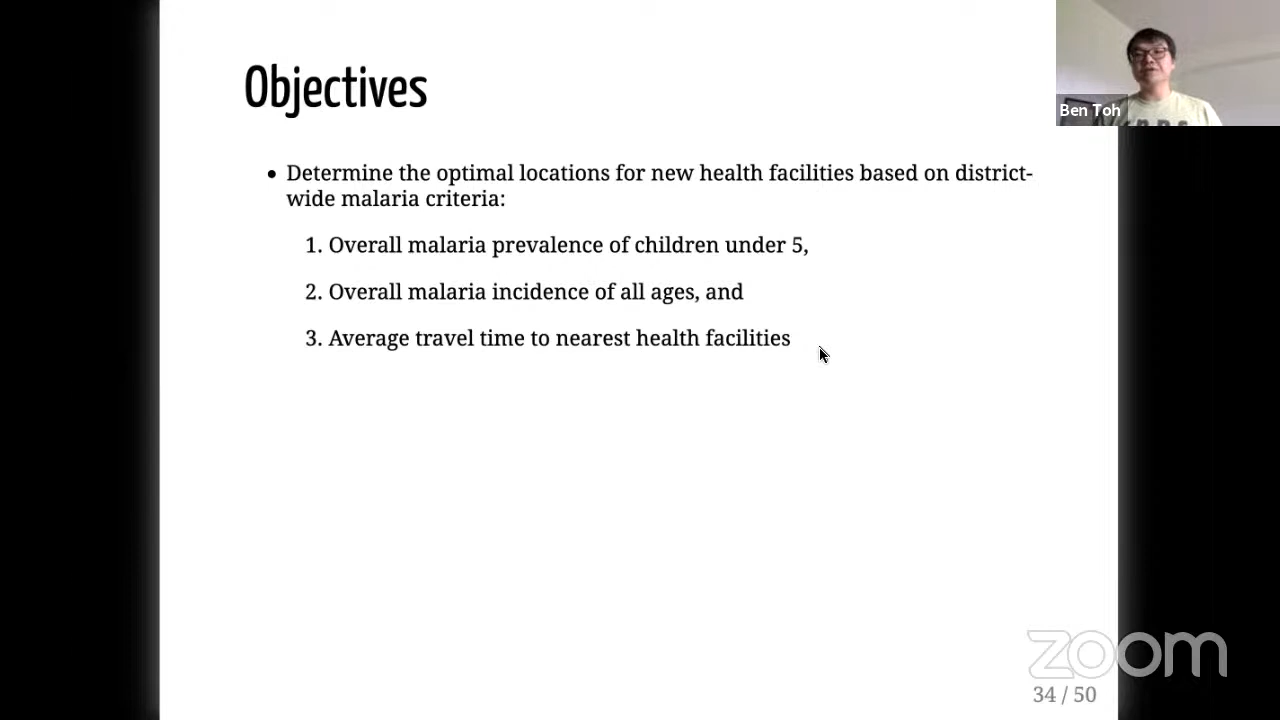 Objectives
• Determine the optimal locations for new health facilities based on district-
wide malaria criteria:
1. Overall malaria prevalence of children under 5,
2. Overall malaria incidence of all ages, and
3. Average travel time to nearest health facilities
Ben Toh
zoom
34 / 50